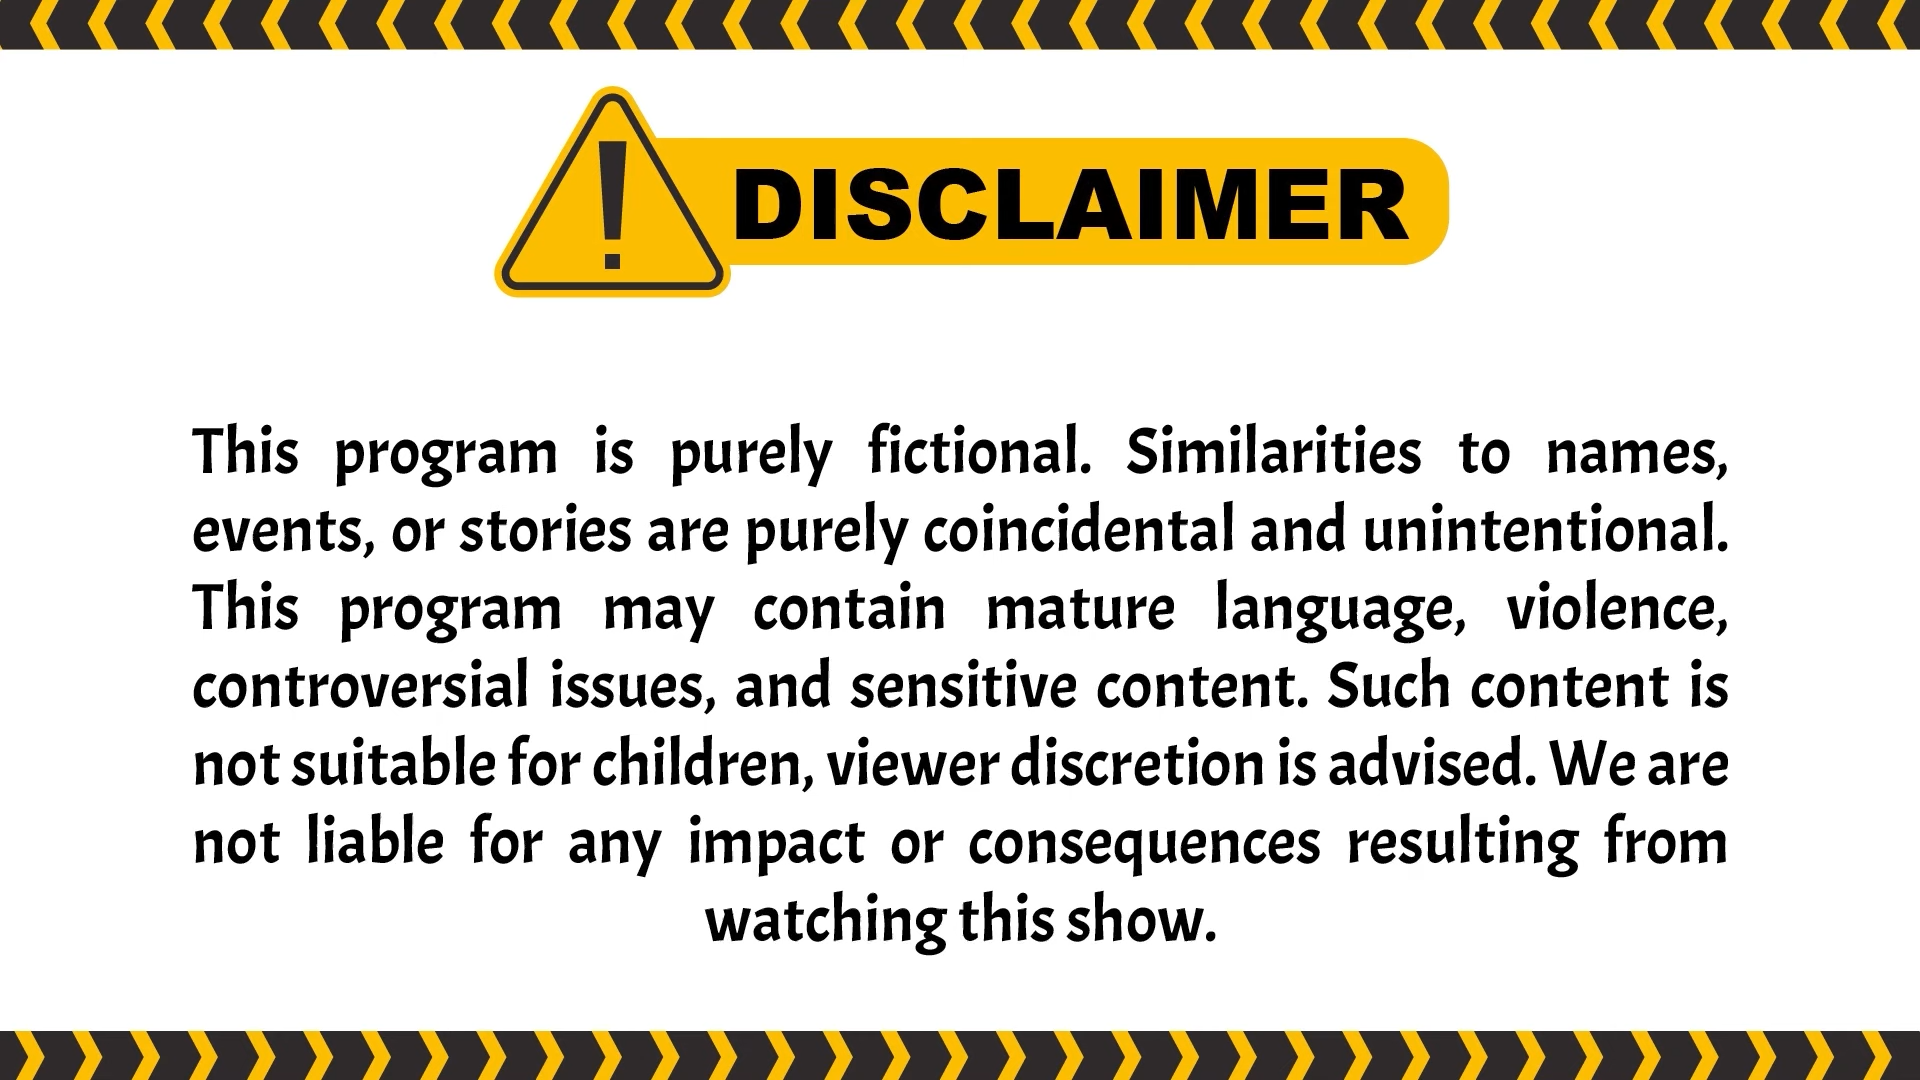 !
DISCLAIMER
This program is purely fictional. Similarities to names,
events, or stories are purely coincidental and unintentional.
This program may contain mature language, violence,
controversial issues, and sensitive content. Such content is
not suitable for children, viewer discretion is advised. We are
not liable for any impact or consequences resulting from
watching this show.